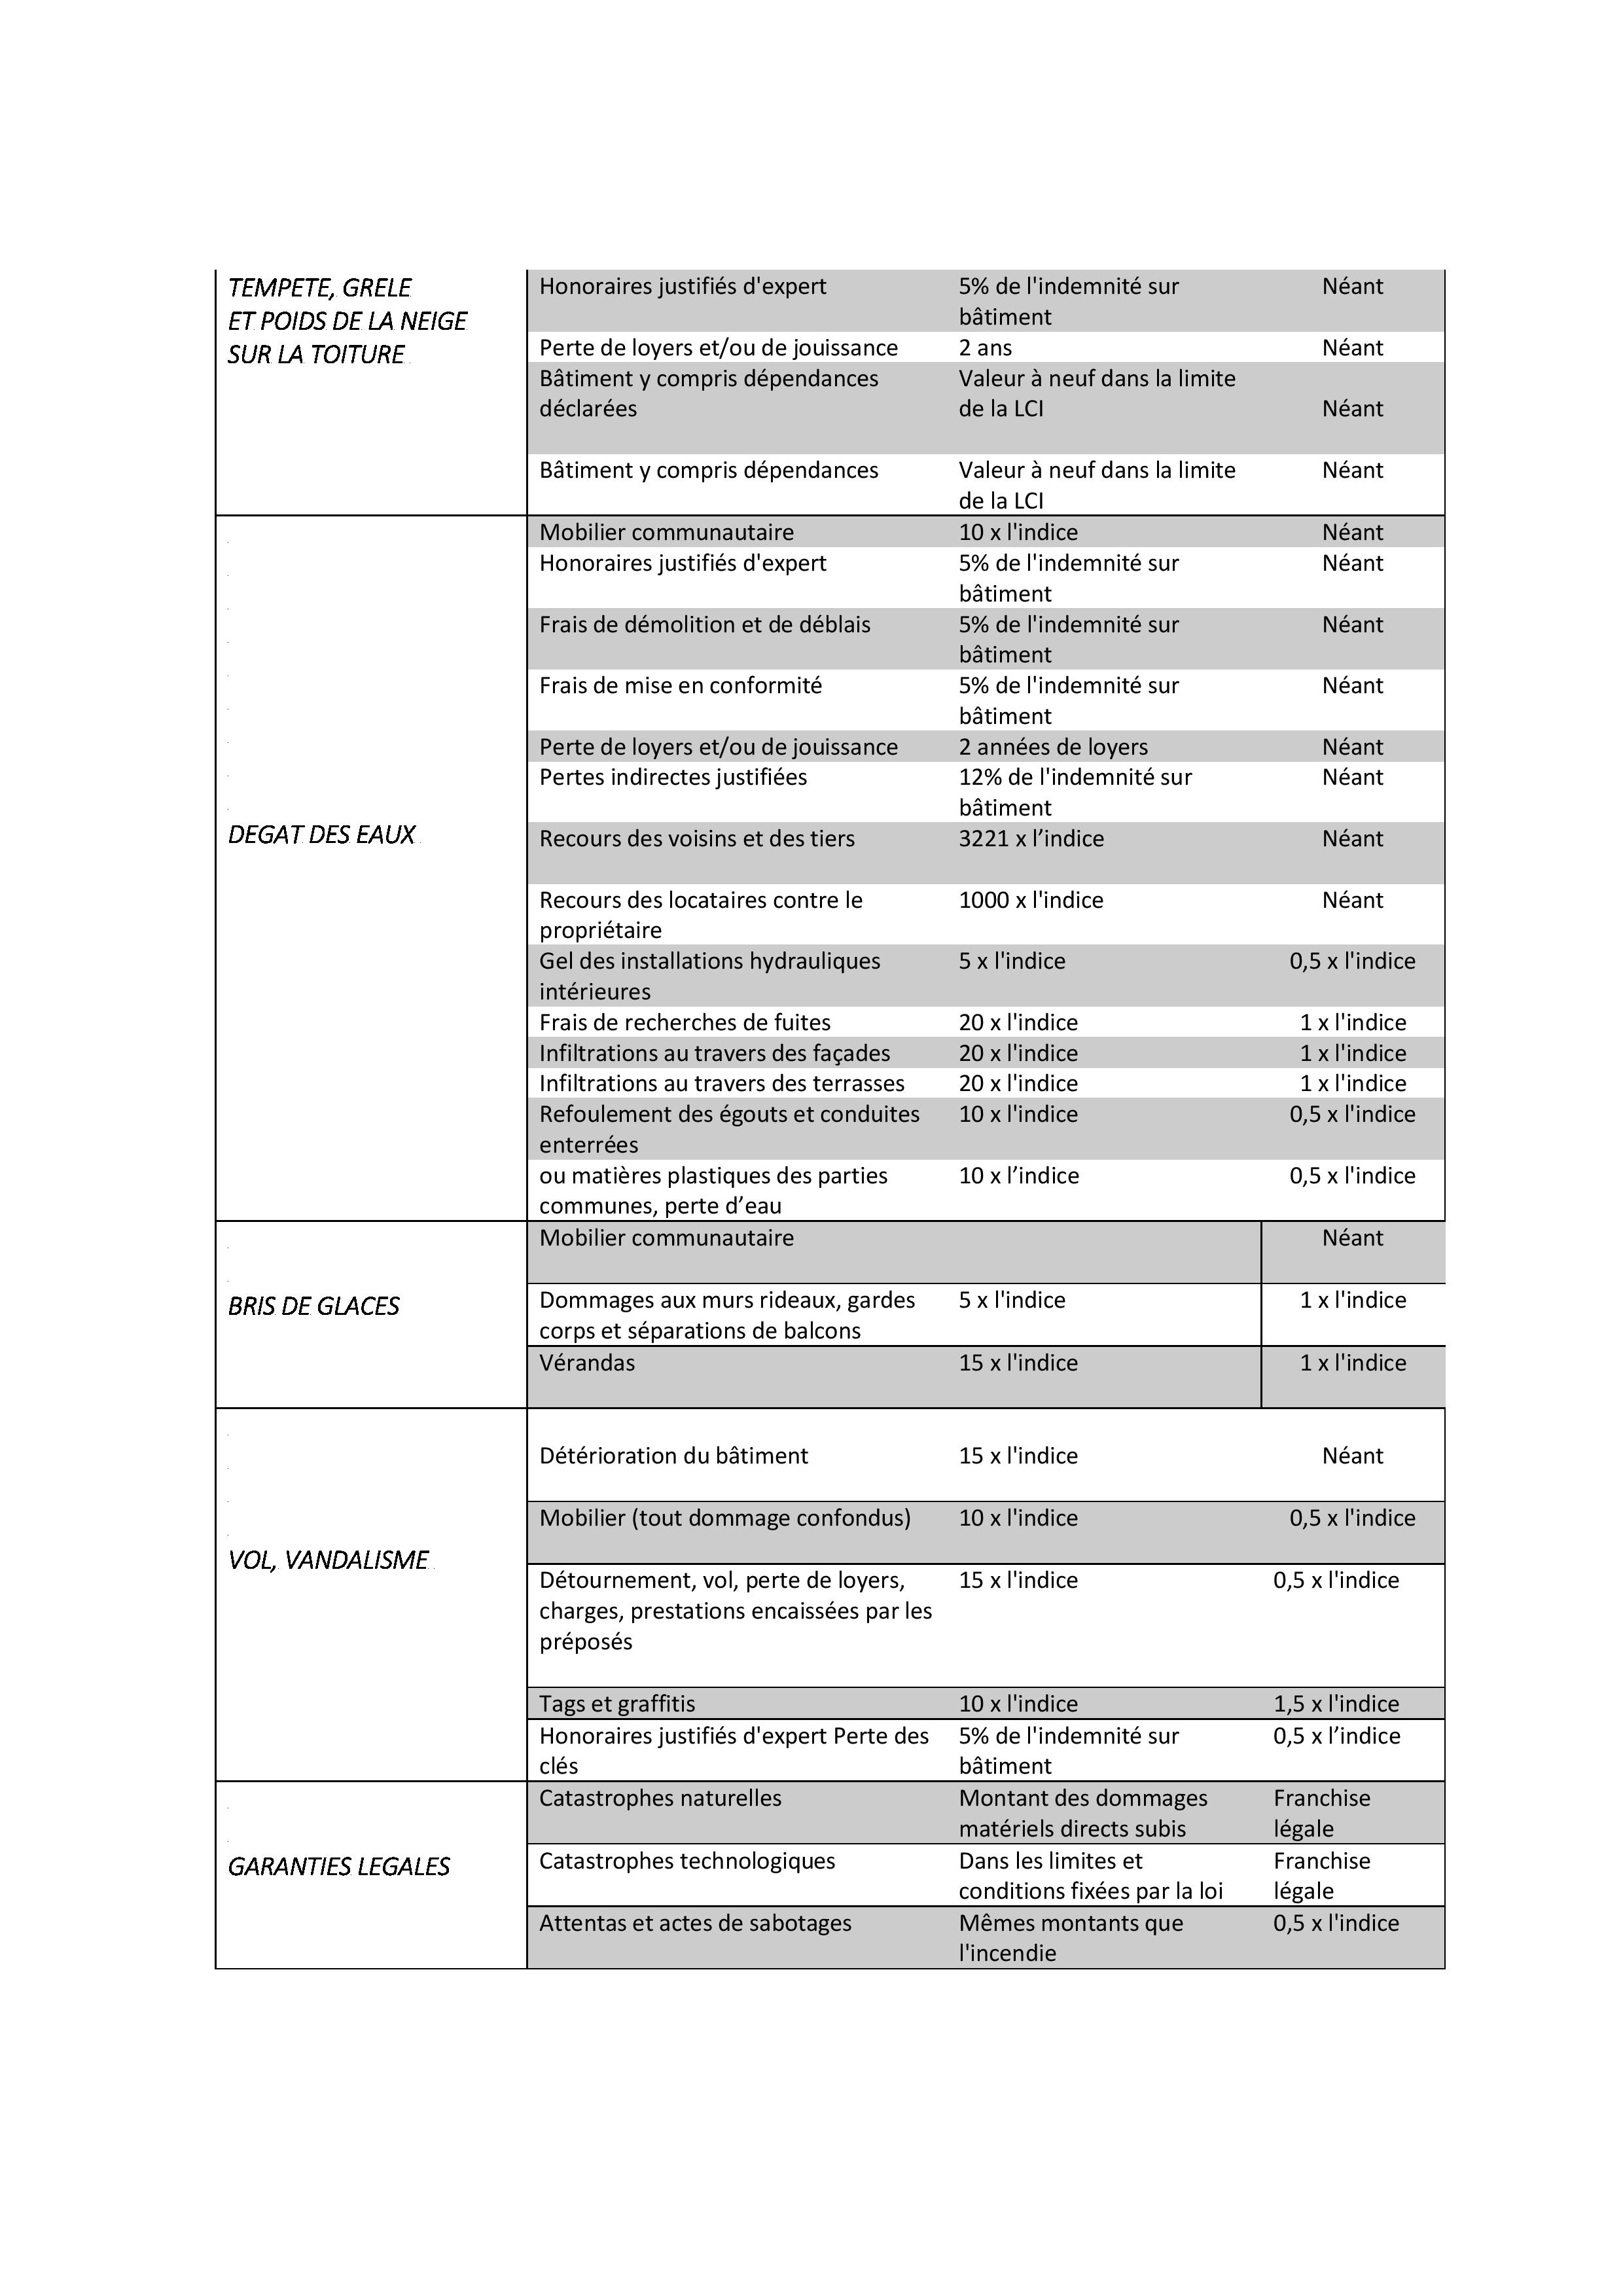 TEMPETE, GRELE
ET POIDS DE LA NEIGE
SUR LA TOITURE
Honoraires justifiés d'expert 5% de l'indemnité sur Néant
bâtiment
Perte de loyers et/ou de jouissance 2 ans Néant
Bâtiment y compris dépendances Valeur à neuf dans la limite
déclarées de la LCI Néant
Bâtiment y compris dépendances Valeur à neuf dans la limite Néant
de la LCI
DEGAT DES EAUX
Mobilier communautaire 10 x l'indice Néant
Honoraires justifiés d'expert 5% de l'indemnité sur Néant
bâtiment
Frais de démolition et de déblais 5% de l'indemnité sur Néant
bâtiment
Frais de mise en conformité 5% de l'indemnité sur Néant
bâtiment
Perte de loyers et/ou de jouissance 2 années de loyers Néant
Pertes indirectes justifiées 12% de l'indemnité sur Néant
bâtiment
Recours des voisins et des tiers 3221 x l’indice Néant
Recours des locataires contre le 1000 x l'indice Néant
propriétaire
Gel des installations hydrauliques 5 x l'indice 0,5 x l'indice
intérieures
Frais de recherches de fuites 20 x l'indice 1 x l'indice
Infiltrations au travers des façades 20 x l'indice 1 x l'indice
Infiltrations au travers des terrasses 20 x l'indice 1 x l'indice
Refoulement des égouts et conduites 10 x l'indice 0,5 x l'indice
enterrées
ou matières plastiques des parties 10 x l’indice 0,5 x l'indice
communes, perte d’eau
BRIS DE GLACES
Mobilier communautaire Néant
Dommages aux murs rideaux, gardes 5 x l'indice 1 x l'indice
corps et séparations de balcons
Vérandas 15 x l'indice 1 x l'indice
VOL, VANDALISME
Détérioration du bâtiment 15 x l'indice Néant
Mobilier (tout dommage confondus) 10 x l'indice 0,5 x l'indice
Détournement, vol, perte de loyers, 15 x l'indice 0,5 x l'indice
charges, prestations encaissées par les
préposés
Tags et graffitis 10 x l'indice 1,5 x l'indice
Honoraires justifiés d'expert Perte des 5% de l'indemnité sur 0,5 x l’indice
clés bâtiment
GARANTIES LEGALES
Catastrophes naturelles Montant des dommages Franchise
matériels directs subis légale
Catastrophes technologiques Dans les limites et Franchise
conditions fixées par la loi légale
Attentas et actes de sabotages Mêmes montants que 0,5 x l'indice
l'incendie